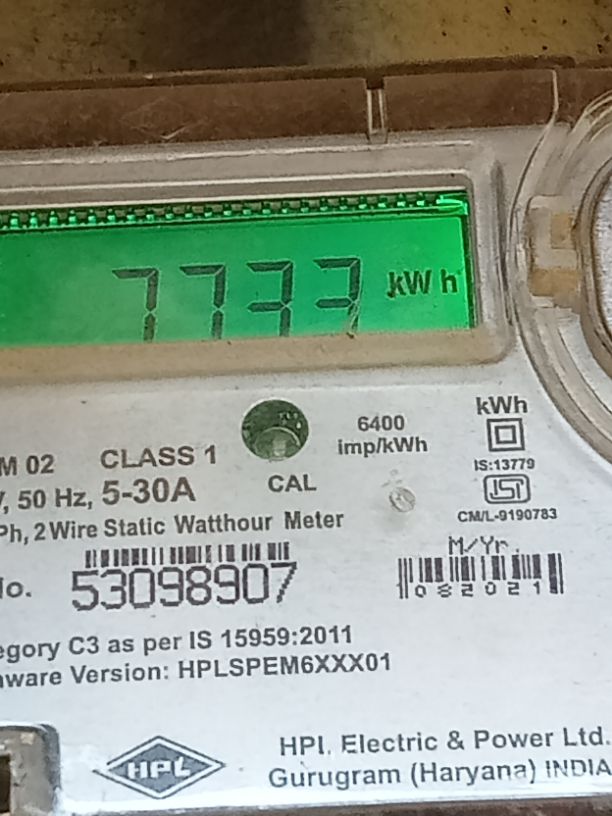 7733 kWh
kWh
6400
imp/kWh
IS:13779
M 02 CLASS 1
, 50 Hz, 5-30A
CAL
CM/L-9190783
Ph, 2 Wire Static Watthour Meter
M/Yr.
o. 53098907
082021
egory C3 as per IS 15959:2011
ware Version: HPLSPEM6XXX01
HPL
HPL Electric & Power Ltd.
Gurugram (Haryana) INDIA